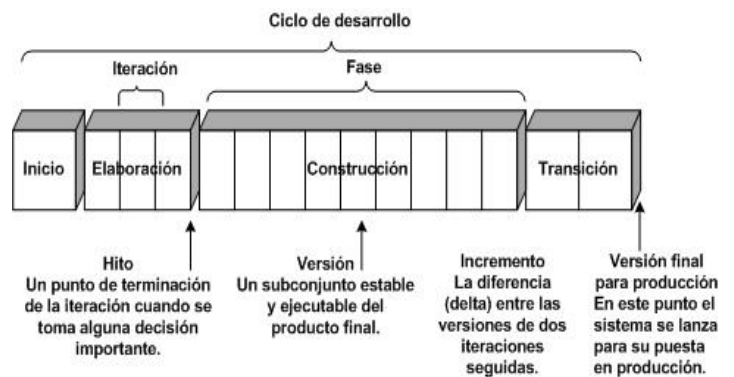 Ciclo de desarrollo
Iteración
Fase
Inicio
Elaboración
Construcción
Transición
Hito
Un punto de terminación
de la iteración cuando se
toma alguna decisión
importante.
Versión
Un subconjunto estable
y ejecutable del
producto final.
Incremento
La diferencia
(delta) entre las
versiones de dos
iteraciones
seguidas.
Versión final
para producción
En este punto el
sistema se lanza
para su puesta
en producción.